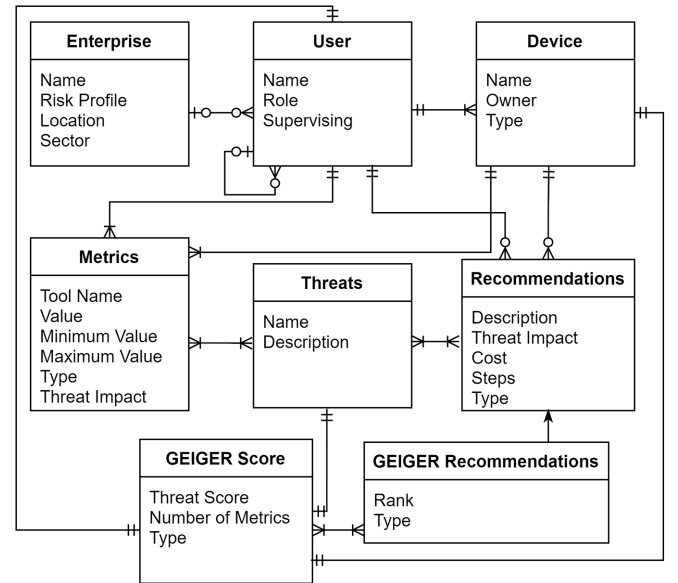 Enterprise
Name
Risk Profile
Location
Sector
User
Name
Role
Supervising
Device
Name
Owner
Type
Metrics
Tool Name
Value
Minimum Value
Maximum Value
Type
Threat Impact
Threats
Name
Description
Recommendations
Description
Threat Impact
Cost
Steps
Type
GEIGER Score
Threat Score
Number of Metrics
Type
GEIGER Recommendations
Rank
Type